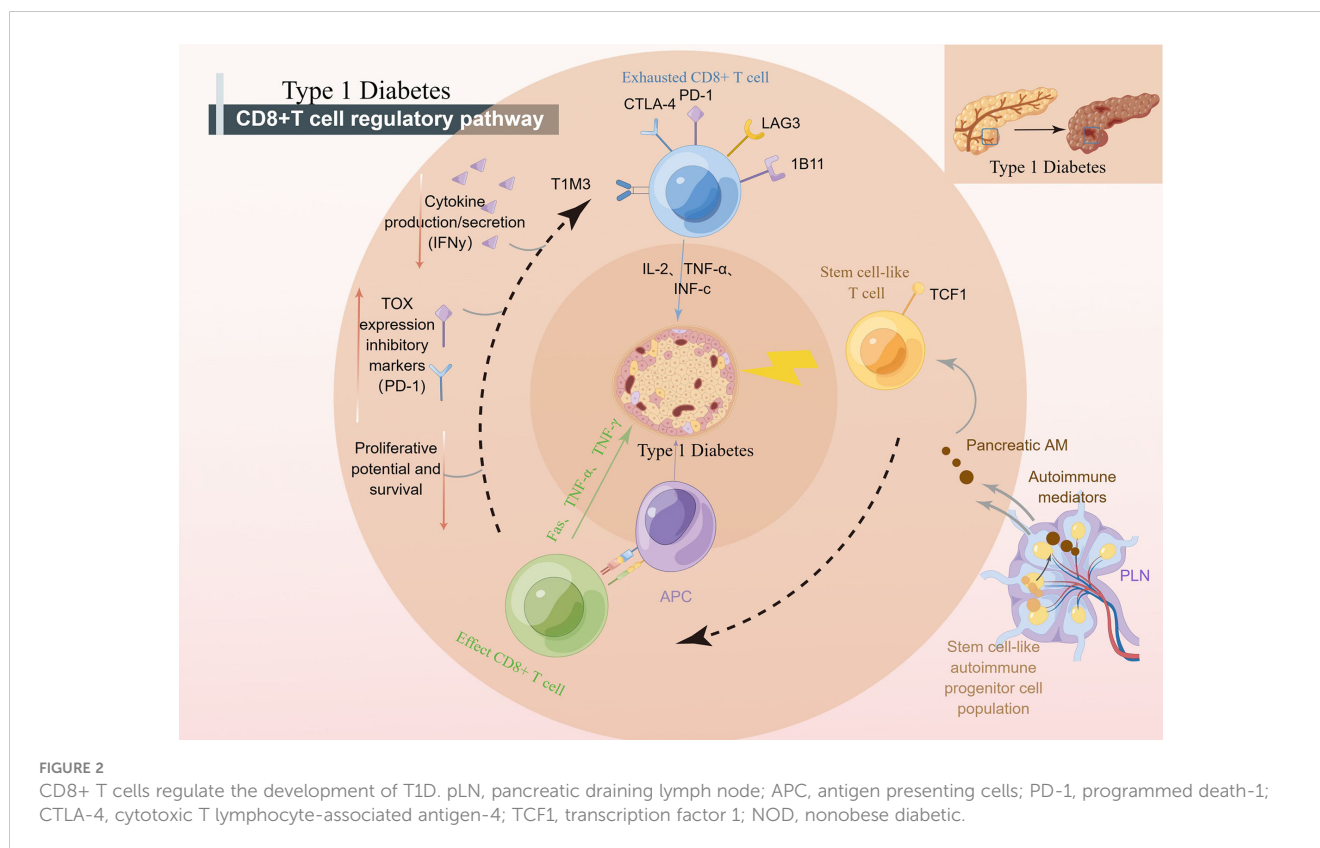 Type 1 Diabetes
CD8+T cell regulatory pathway
Exhausted CD8+ T cell
CTLA-4
PD-1
LAG3
1B11
T1M3
Type 1 Diabetes
Cytokine
production/secretion
(IFNy)
IL-2、TNF-α、
INF-c
Stem cell-like
T cell
TCF1
TOX
expression
inhibitory
markers
(PD-1)
Proliferative
potential and
survival
Type 1 Diabetes
Fas、TNF-α、TNF-γ
Pancreatic AM
Autoimmune
mediators
PLN
APC
Effect CD8+ T cell
Stem cell-like
autoimmune
progenitor cell
population
FIGURE 2
CD8+ T cells regulate the development of T1D. pLN, pancreatic draining lymph node; APC, antigen presenting cells; PD-1, programmed death-1;
CTLA-4, cytotoxic T lymphocyte-associated antigen-4; TCF1, transcription factor 1; NOD, nonobese diabetic.